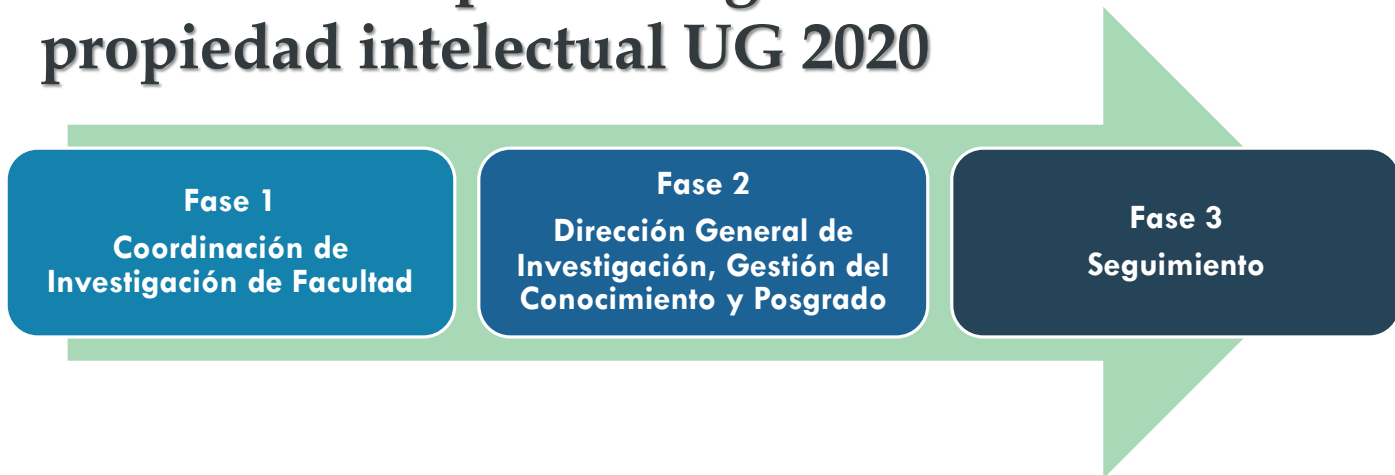 propiedad intelectual UG 2020
Fase 1
Coordinación de
Investigación de Facultad
Fase 2
Dirección General de
Investigación, Gestión del
Conocimiento y Posgrado
Fase 3
Seguimiento